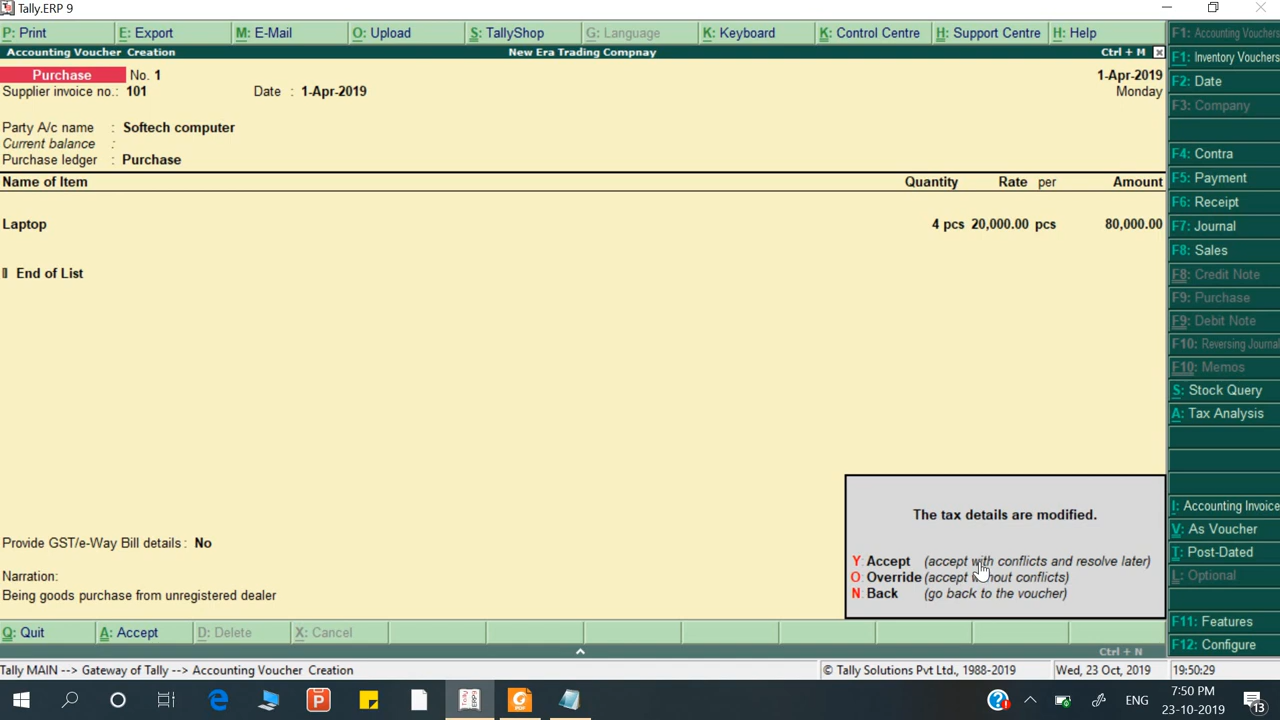 Tally.ERP 9
P: Print E: Export M: E-Mail O: Upload S: TallyShop G: Language K: Keyboard K: Control Centre H: Support Centre H: Help
Accounting Voucher Creation New Era Trading Compnay Ctrl + M
Purchase No. 1 1-Apr-2019
Supplier invoice no.: 101 Date : 1-Apr-2019 Monday
Party A/c name : Softech computer
Current balance :
Purchase ledger : Purchase
Name of Item Quantity Rate per Amount
Laptop 4 pcs 20,000.00 pcs 80,000.00
End of List
The tax details are modified.
Y: Accept (accept with conflicts and resolve later)
O: Override (accept conflicts)
N: Back (go back to the voucher)
Provide GST/e-Way Bill details : No
Narration:
Being goods purchase from unregistered dealer
F1: Accounting Vouchers
F1: Inventory Vouchers
F2: Date
F3: Company
F4: Contra
F5: Payment
F6: Receipt
F7: Journal
F8: Sales
F8: Credit Note
F9: Purchase
F9: Debit Note
F10: Reversing Journal
F10: Memos
S: Stock Query
A: Tax Analysis
I: Accounting Invoice
V: As Voucher
T: Post-Dated
L: Optional
F11: Features
F12: Configure
Q: Quit A: Accept D: Delete X: Cancel
Ctrl + N
Tally MAIN --> Gateway of Tally --> Accounting Voucher Creation © Tally Solutions Pvt Ltd., 1988-2019 Wed, 23 Oct, 2019 19:50:29
ENG 7:50 PM
23-10-2019 13